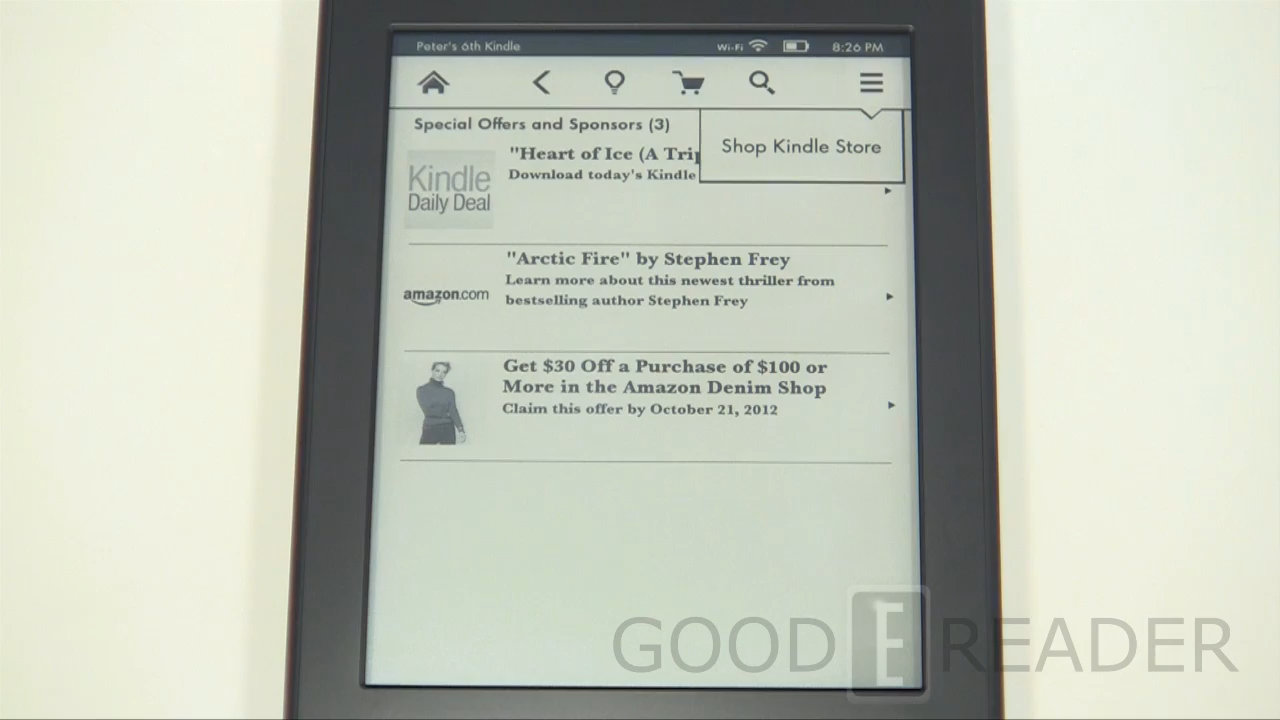 Peter's 6th Kindle Wi-Fi 8:26 PM
Special Offers and Sponsors (3)
Shop Kindle Store
Kindle
Daily Deal
"Heart of Ice (A
Download today's Kindle
amazon.com
"Arctic Fire" by Stephen Frey
Learn more about this newest thriller from
bestselling author Stephen Frey
Get $30 Off a Purchase of $100 or
More in the Amazon Denim Shop
Claim this offer by October 21, 2012
GOOD E READER